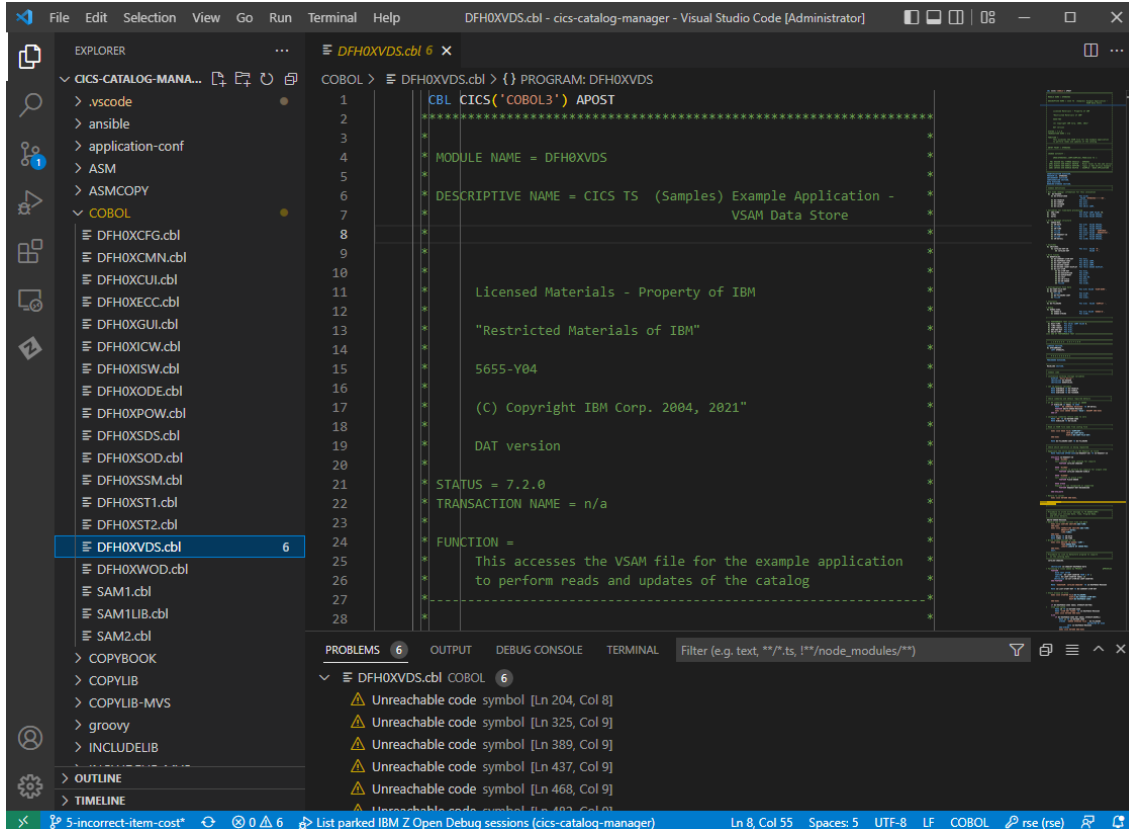 File Edit Selection View Go Run Terminal Help DFH0XVDS.cbl - cics-catalog-manager - Visual Studio Code [Administrator]
EXPLORER
CICS-CATALOG-MANA...
> .vscode
> ansible
> application-conf
> ASM
> ASMCOPY
COBOL
DFH0XCFG.cbl
DFH0XCMN.cbl
DFH0XCUI.cbl
DFH0XECC.cbl
DFH0XGUI.cbl
DFH0XICW.cbl
DFH0XISW.cbl
DFH0XODE.cbl
DFH0XPOW.cbl
DFH0XSDS.cbl
DFH0XSOD.cbl
DFH0XSSM.cbl
DFH0XST1.cbl
DFH0XST2.cbl
DFH0XVDS.cbl 6
DFH0XWOD.cbl
SAM1.cbl
SAM1LIB.cbl
SAM2.cbl
> COPYBOOK
> COPYLIB
> COPYLIB-MVS
> groovy
> INCLUDELIB
> OUTLINE
> TIMELINE
1
DFH0XVDS.cbl 6
COBOL > DFH0XVDS.cbl > {} PROGRAM: DFH0XVDS
1 CBL CICS('COBOL3') APOST
2 *****************************************************************
3 * *
4 * MODULE NAME = DFH0XVDS *
5 * *
6 * DESCRIPTIVE NAME = CICS TS (Samples) Example Application - *
7 * VSAM Data Store *
8 * *
9 * *
10 * *
11 * Licensed Materials - Property of IBM *
12 * *
13 * "Restricted Materials of IBM" *
14 * *
15 * 5655-Y04 *
16 * *
17 * (C) Copyright IBM Corp. 2004, 2021" *
18 * *
19 * DAT version *
20 * *
21 * STATUS = 7.2.0 *
22 * TRANSACTION NAME = n/a *
23 * *
24 * FUNCTION = *
25 * This accesses the VSAM file for the example application *
26 * to perform reads and updates of the catalog *
27 *---------------------------------------------------------------*
28 * *
PROBLEMS 6 OUTPUT DEBUG CONSOLE TERMINAL Filter (e.g. text, **/*.ts, !**/node_modules/**)
DFH0XVDS.cbl COBOL 6
Unreachable code symbol [Ln 204, Col 8]
Unreachable code symbol [Ln 325, Col 9]
Unreachable code symbol [Ln 389, Col 9]
Unreachable code symbol [Ln 437, Col 9]
Unreachable code symbol [Ln 468, Col 9]
Unreachable code symbol [Ln 482, Col 9]
5-incorrect-item-cost* 0 6 List parked IBM Z Open Debug sessions (cics-catalog-manager) Ln 8, Col 55 Spaces: 5 UTF-8 LF COBOL rse (rse)